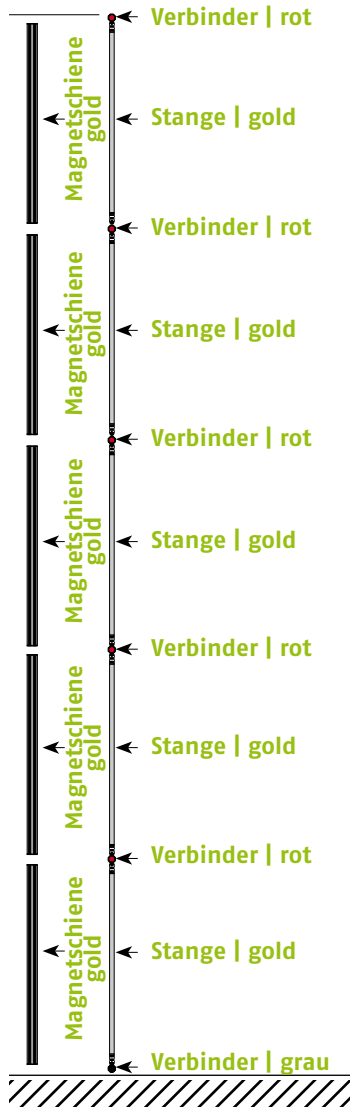 Verbinder | rot
Magnetschiene
gold
Stange | gold
Verbinder | rot
Magnetschiene
gold
Stange | gold
Verbinder | rot
Magnetschiene
gold
Stange | gold
Verbinder | rot
Magnetschiene
gold
Stange | gold
Verbinder | rot
Magnetschiene
gold
Stange | gold
Verbinder | grau